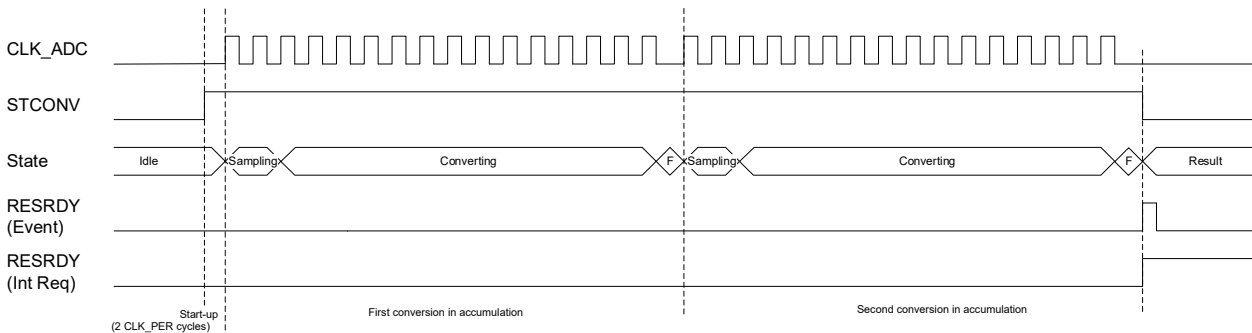 CLK_ADC
STCONV
State
Idle
Sampling
Converting
F
Sampling
Converting
F
Result
RESRDY
(Event)
RESRDY
(Int Req)
Start-up
(2 CLK_PER cycles)
First conversion in accumulation
Second conversion in accumulation